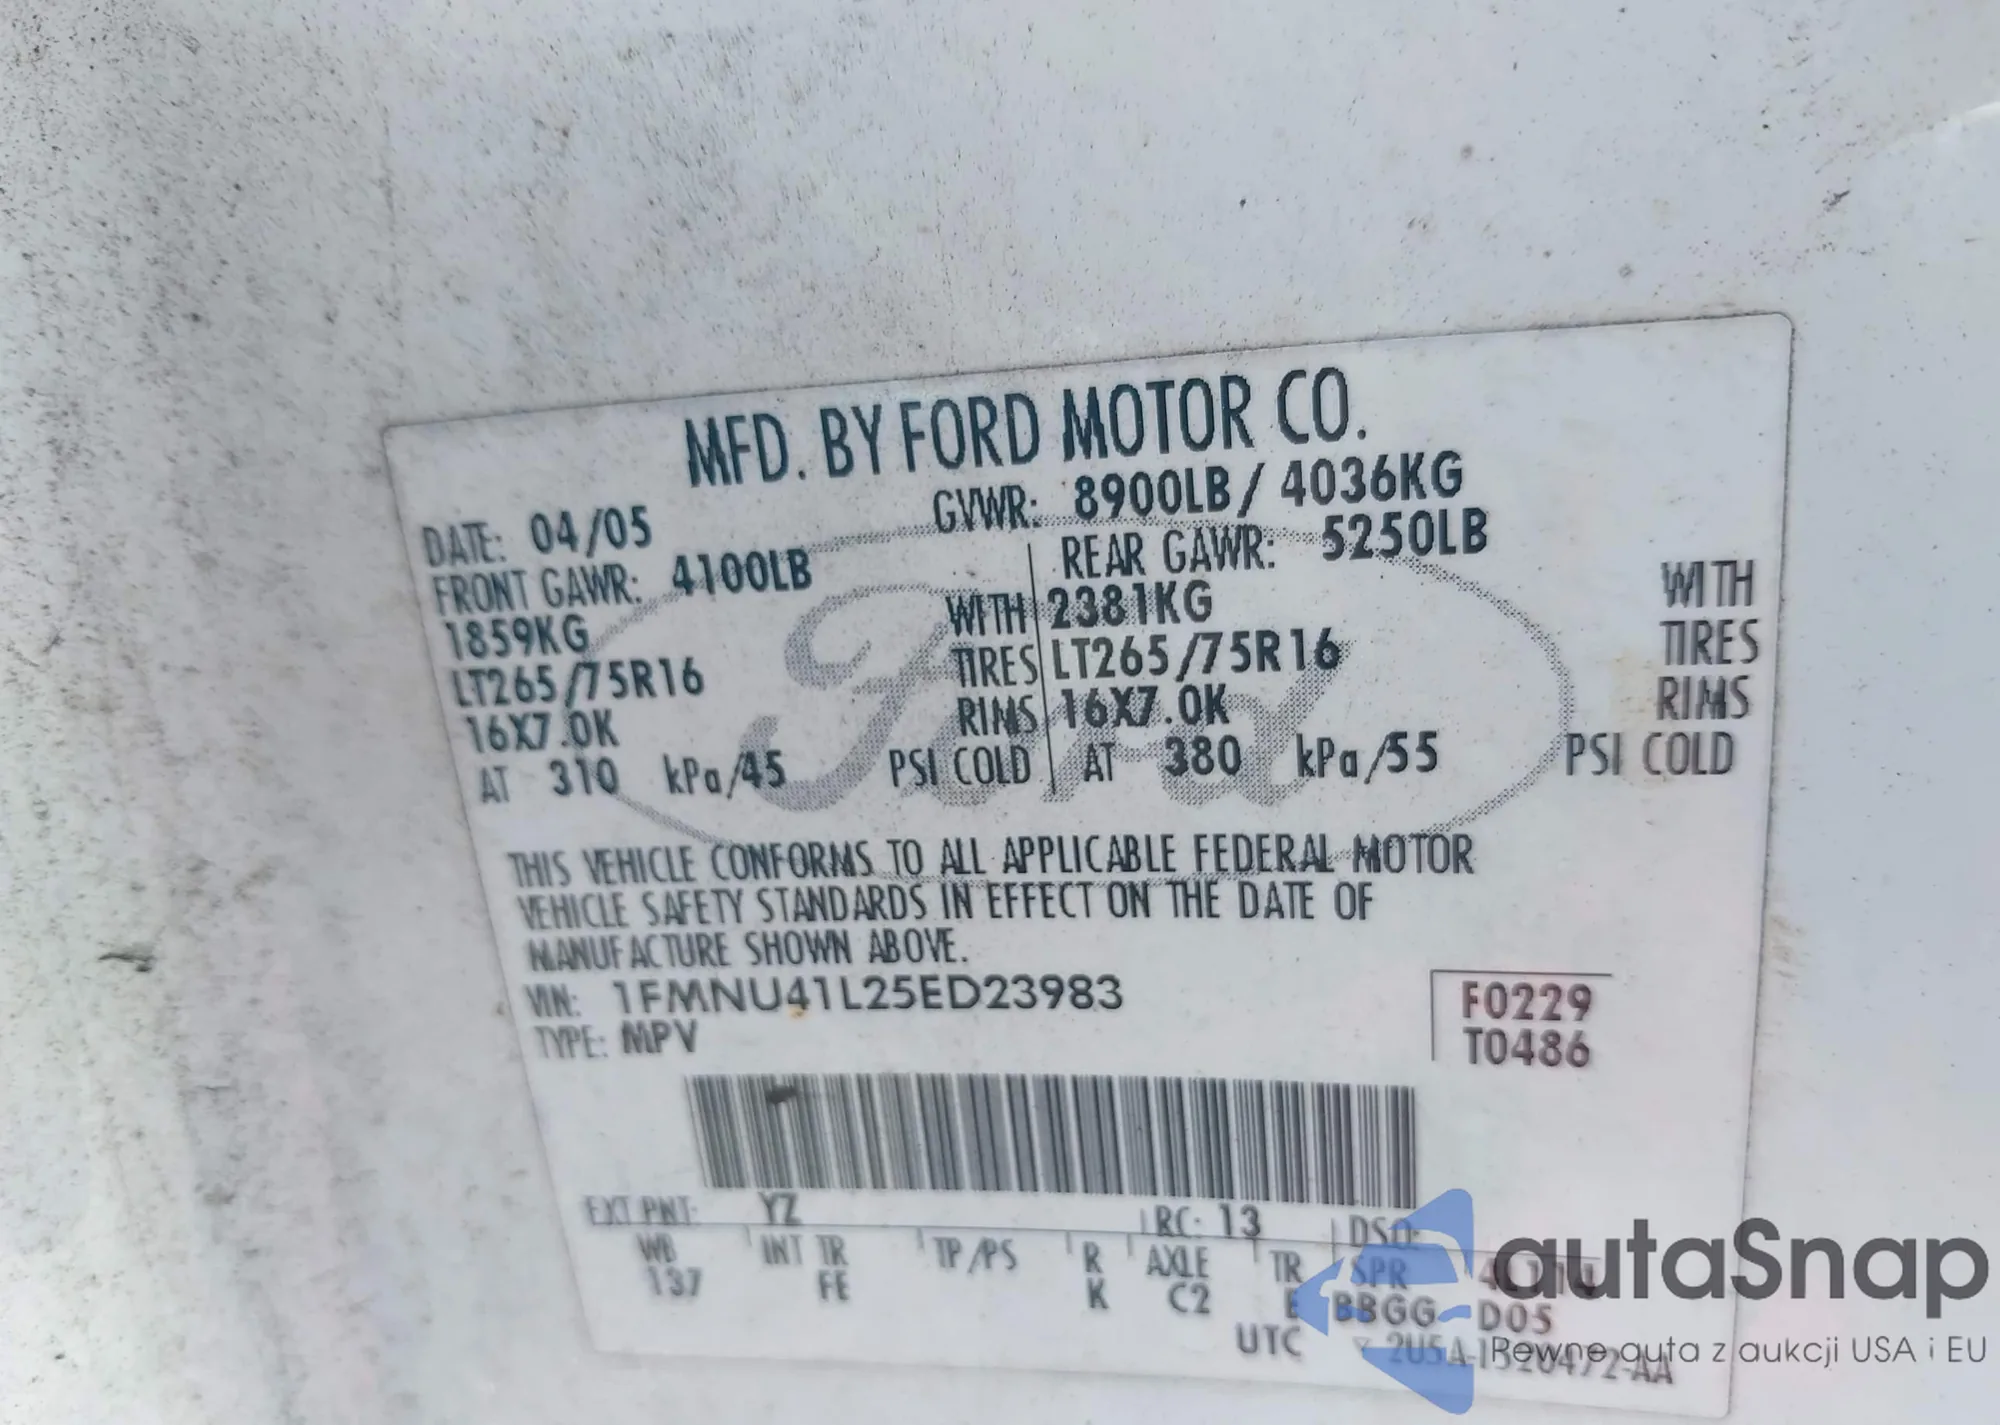 MFD. BY FORD MOTOR CO.
DATE: 04/05 GVWR: 8900LB / 4036KG
FRONT GAWR: 4100LB REAR GAWR: 5250LB
1859KG WITH 2381KG WITH
LT265/75R16 TIRES LT265/75R16 TIRES
16X7.0K RIMS 16X7.0K RIMS
AT 310 kPa/45 PSI COLD AT 380 kPa/55 PSI COLD
Ford
THIS VEHICLE CONFORMS TO ALL APPLICABLE FEDERAL MOTOR
VEHICLE SAFETY STANDARDS IN EFFECT ON THE DATE OF
MANUFACTURE SHOWN ABOVE.
VIN: 1FMNU41L25ED23983
TYPE: MPV
F0229
T0486
EXT PNT: YZ RC: 13 DSO:
WB INT TR TP/PS R AXLE TR SPR
137 FE K C2 E BBGG D05
UTC
autaSnap
Pewne auta z aukcji USA i EU